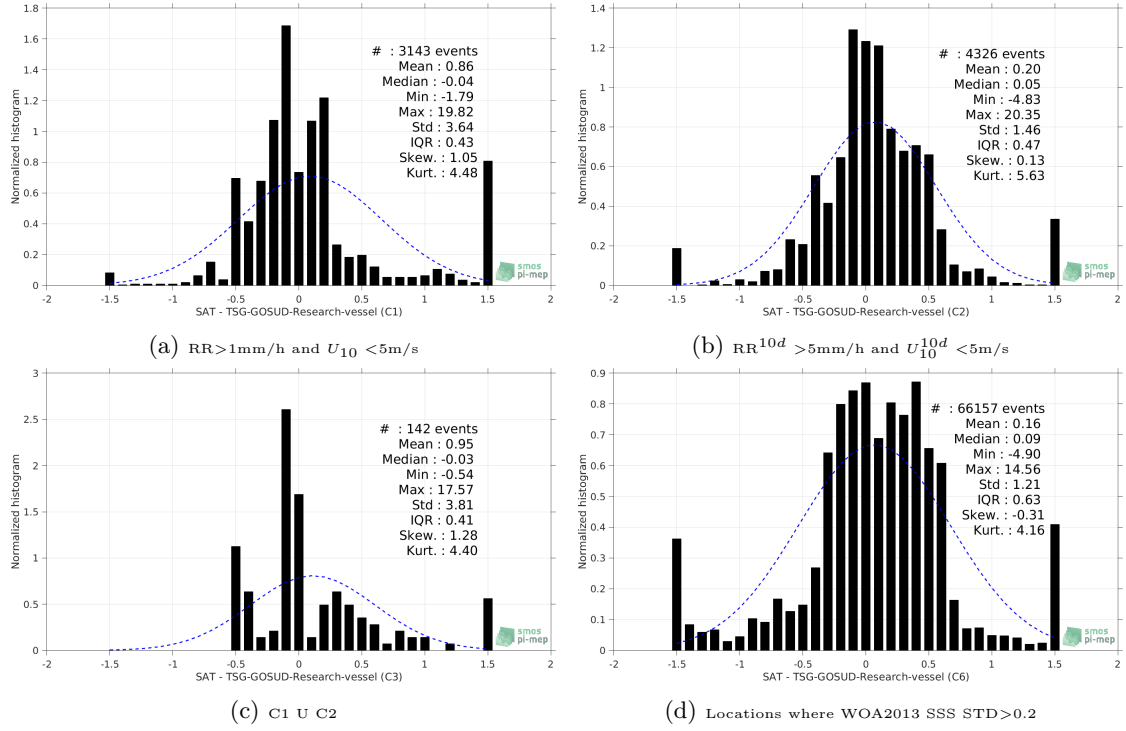 1.8
1.6
1.4
1.2
1
0.8
0.6
0.4
0.2
0
Normalized histogram
# : 3143 events
Mean : 0.86
Median : -0.04
Min : -1.79
Max : 19.82
Std : 3.64
IQR : 0.43
Skew. : 1.05
Kurt. : 4.48
smos
pi-mep
-2 -1.5 -1 -0.5 0 0.5 1 1.5 2
SAT - TSG-GOSUD-Research-vessel (C1)
(a) RR>1mm/h and U10 <5m/s
1.4
1.2
1
0.8
0.6
0.4
0.2
0
Normalized histogram
# : 4326 events
Mean : 0.20
Median : 0.05
Min : -4.83
Max : 20.35
Std : 1.46
IQR : 0.47
Skew. : 0.13
Kurt. : 5.63
smos
pi-mep
-2 -1.5 -1 -0.5 0 0.5 1 1.5 2
SAT - TSG-GOSUD-Research-vessel (C2)
(b) RR10d >5mm/h and U10 10d <5m/s
3
2.5
2
1.5
1
0.5
0
Normalized histogram
# : 142 events
Mean : 0.95
Median : -0.03
Min : -0.54
Max : 17.57
Std : 3.81
IQR : 0.41
Skew. : 1.28
Kurt. : 4.40
smos
pi-mep
-2 -1.5 -1 -0.5 0 0.5 1 1.5 2
SAT - TSG-GOSUD-Research-vessel (C3)
(c) C1 U C2
0.9
0.8
0.7
0.6
0.5
0.4
0.3
0.2
0.1
0
Normalized histogram
# : 66157 events
Mean : 0.16
Median : 0.09
Min : -4.90
Max : 14.56
Std : 1.21
IQR : 0.63
Skew. : -0.31
Kurt. : 4.16
smos
pi-mep
-2 -1.5 -1 -0.5 0 0.5 1 1.5 2
SAT - TSG-GOSUD-Research-vessel (C6)
(d) Locations where WOA2013 SSS STD>0.2